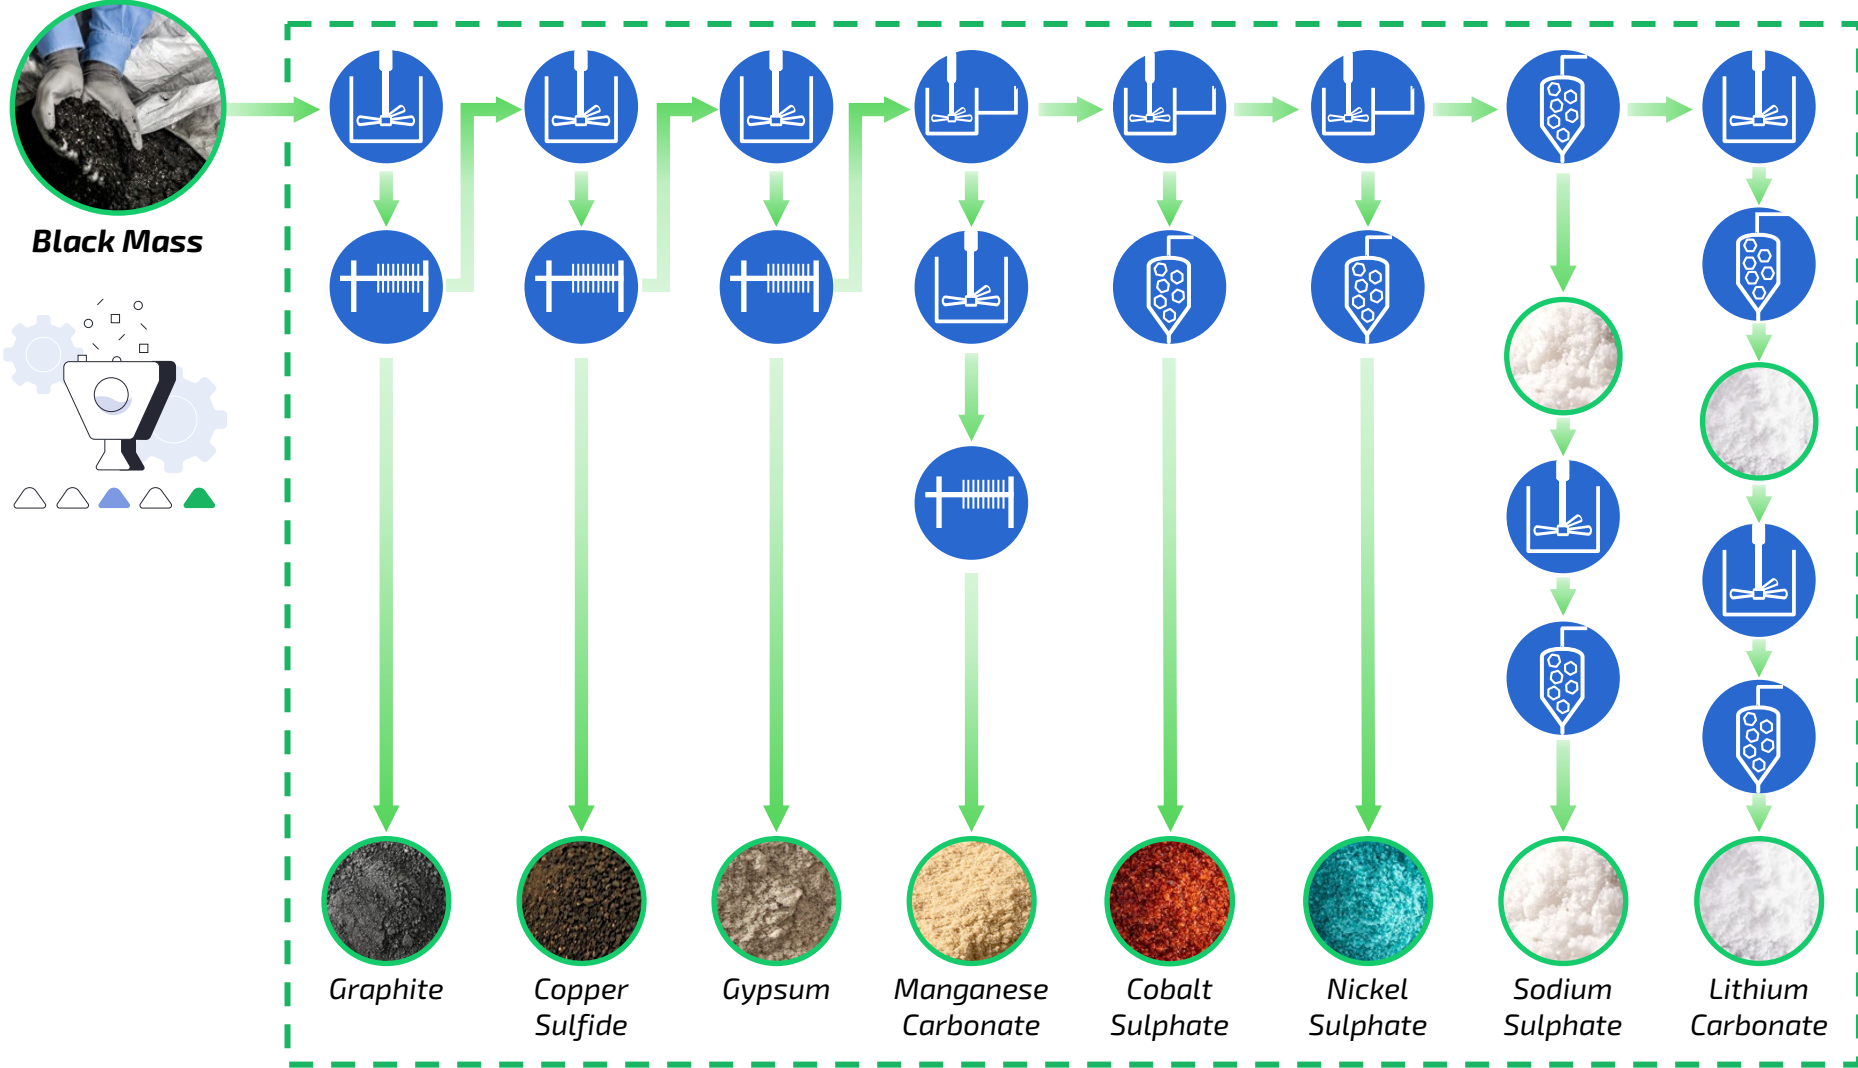 Black Mass
Graphite
Copper
Sulfide
Gypsum
Manganese
Carbonate
Cobalt
Sulphate
Nickel
Sulphate
Sodium
Sulphate
Lithium
Carbonate